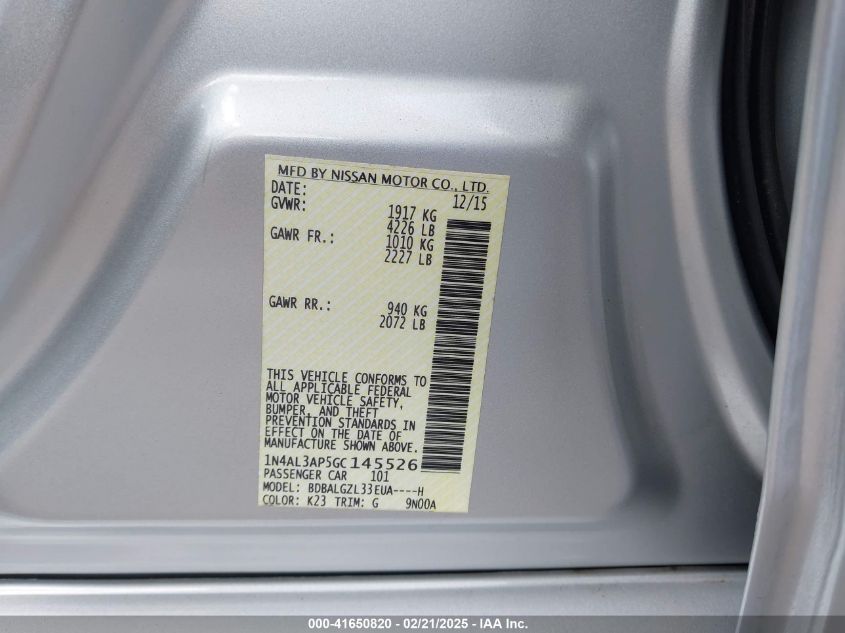 MFD BY NISSAN MOTOR CO., LTD.
DATE: 12/15
GVWR: 1917 KG
4226 LB
GAWR FR.: 1010 KG
2227 LB
GAWR RR.: 940 KG
2072 LB
THIS VEHICLE CONFORMS TO
ALL APPLICABLE FEDERAL
MOTOR VEHICLE SAFETY,
BUMPER, AND THEFT
PREVENTION STANDARDS IN
EFFECT ON THE DATE OF
MANUFACTURE SHOWN ABOVE.
1N4AL3AP5GC145526
PASSENGER CAR 101
MODEL: BDBALGZL33EUA----H
COLOR: K23 TRIM: G 9N00A
000-41650820 - 02/21/2025 - IAA Inc.